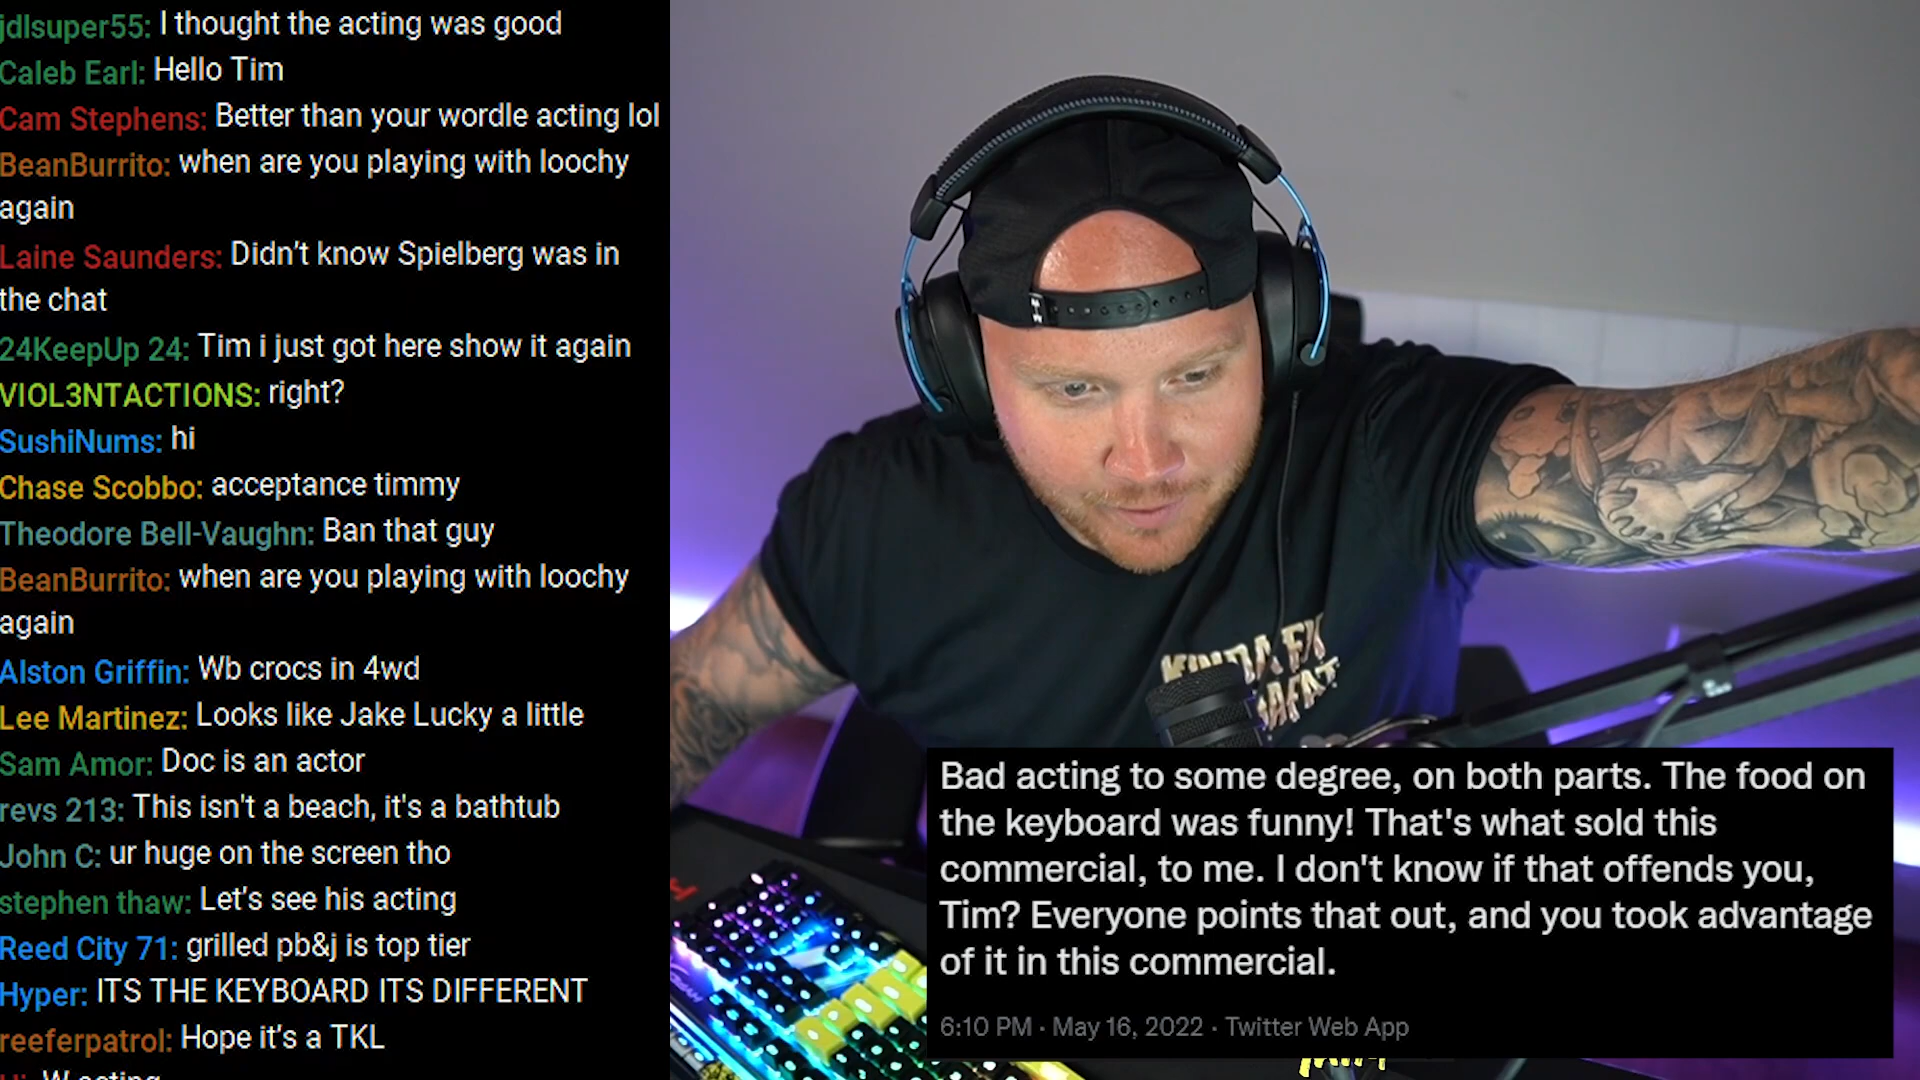 jdlsuper55: I thought the acting was good
Caleb Earl: Hello Tim
Cam Stephens: Better than your wordle acting lol
BeanBurrito: when are you playing with loochy
again
Laine Saunders: Didn’t know Spielberg was in
the chat
24KeepUp 24: Tim i just got here show it again
VIOL3NTACTIONS: right?
SushiNums: hi
Chase Scobbo: acceptance timmy
Theodore Bell-Vaughn: Ban that guy
BeanBurrito: when are you playing with loochy
again
Alston Griffin: Wb crocs in 4wd
Lee Martinez: Looks like Jake Lucky a little
Sam Amor: Doc is an actor
revs 213: This isn't a beach, it's a bathtub
John C: ur huge on the screen tho
stephen thaw: Let's see his acting
Reed City 71: grilled pb&j is top tier
Hyper: ITS THE KEYBOARD ITS DIFFERENT
reeferpatrol: Hope it’s a TKL
W acting
KINDA
Bad acting to some degree, on both parts. The food on
the keyboard was funny! That's what sold this
commercial, to me. I don't know if that offends you,
Tim? Everyone points that out, and you took advantage
of it in this commercial.
6:10 PM · May 16, 2022 · Twitter Web App